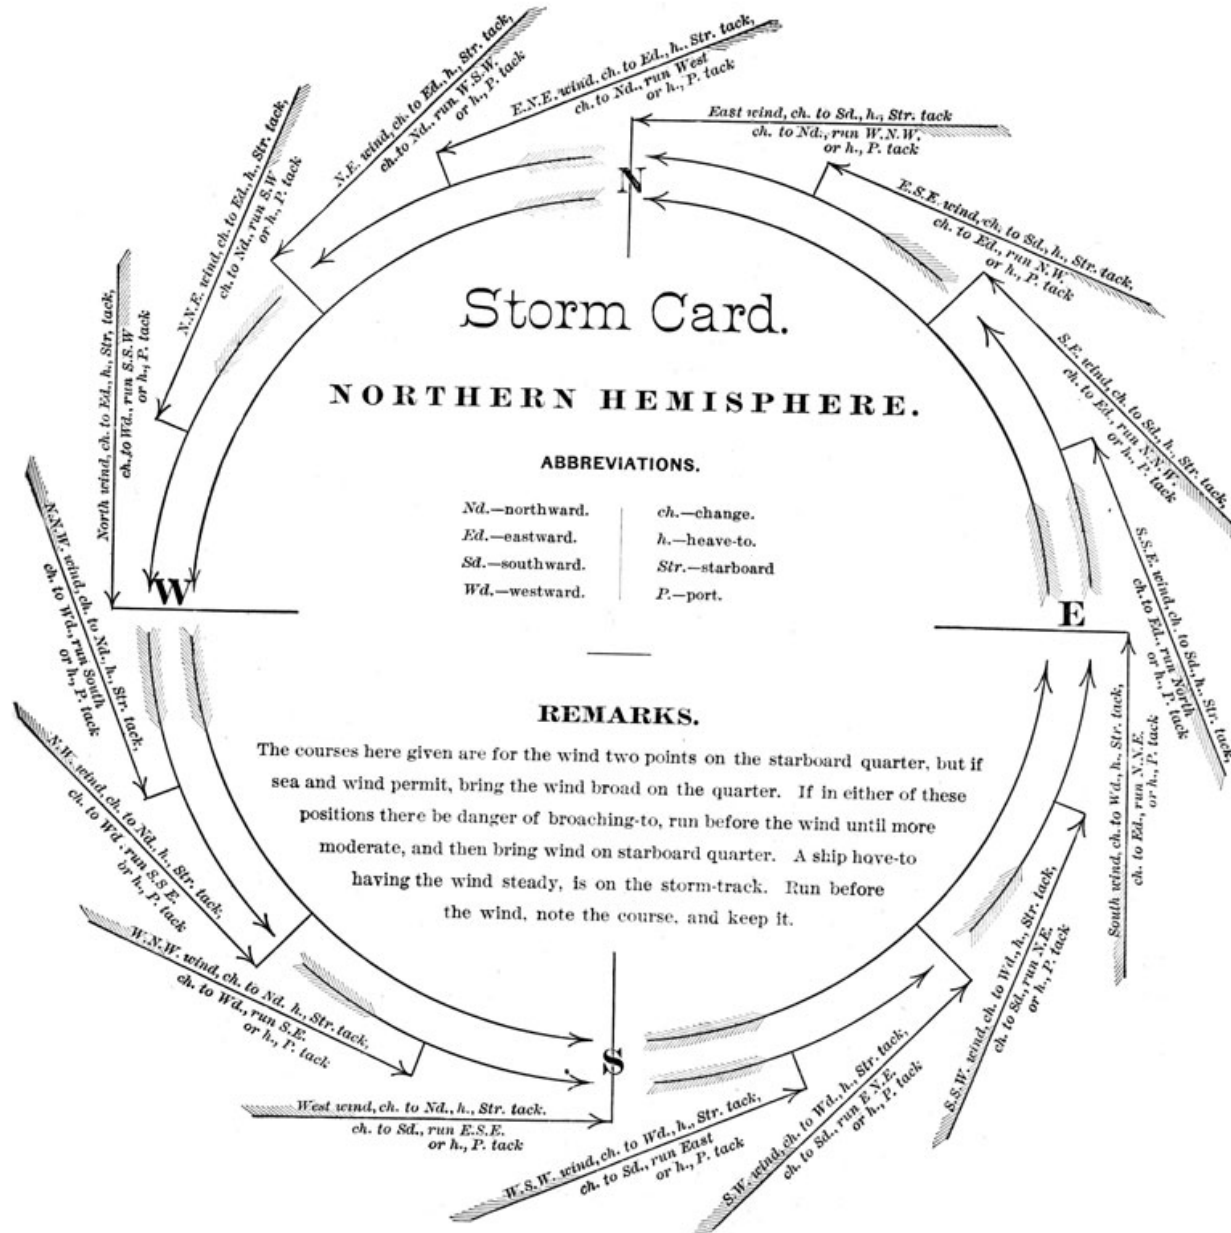 N
Storm Card.
NORTHERN HEMISPHERE.
ABBREVIATIONS.
Nd.—northward.
Ed.—eastward.
Sd.—southward.
Wd.—westward.
ch.—change.
h.—heave-to.
Str.—starboard
P.—port.
W
E
REMARKS.
The courses here given are for the wind two points on the starboard quarter, but if
sea and wind permit, bring the wind broad on the quarter. If in either of these
positions there be danger of broaching-to, run before the wind until more
moderate, and then bring wind on starboard quarter. A ship hove-to
having the wind steady, is on the storm-track. Run before
the wind, note the course, and keep it.
S
East wind, ch. to Sd., h., Str. tack
ch. to Nd., run W.N.W.
or h., P. tack
E.S.E. wind, ch. to Sd., h., Str. tack,
ch. to Ed., run N.W.
or h., P. tack
S.E. wind, ch. to Sd., h., Str. tack,
ch. to Ed., run N.N.W.
or h., P. tack
S.S.E. wind, ch. to Sd., h., Str. tack,
ch. to Ed., run North
or h., P. tack
South wind, ch. to Wd., h., Str. tack,
ch. to Ed., run N.N.E.
or h., P. tack
S.S.W. wind, ch. to Wd., h., Str. tack,
ch. to Sd., run N.E.
or h., P. tack
S.W. wind, ch. to Wd., h., Str. tack,
ch. to Sd., run E N.E.
or h., P. tack
W.S.W. wind, ch. to Wd., h., Str. tack,
ch. to Sd., run East
or h., P. tack
West wind, ch. to Nd., h., Str. tack.
ch. to Sd., run E.S.E.
or h., P. tack
W.N.W. wind, ch. to Nd. h., Str. tack,
ch. to Wd., run S.E.
or h., P. tack
N.W. wind, ch. to Nd., h., Str. tack,
ch. to Wd. run S.S E.
or h., P. tack
N.N.W. wind, ch. to Nd., h., Str. tack,
ch. to Wd., run South
or h., P. tack
North wind, ch. to Ed., h., Str, tack,
ch. to Wd., run S.S.W
or h., P. tack
N.N.E. wind, ch. to Ed., h., Str. tack,
ch. to Nd., run S.W
or h., P. tack
N.E. wind, ch. to Ed., h., Str. tack,
ch. to Nd., run W.S.W.
or h., P. tack
E.N.E. wind, ch. to Ed., h., Str. tack,
ch. to Nd., run West
or h., P. tack